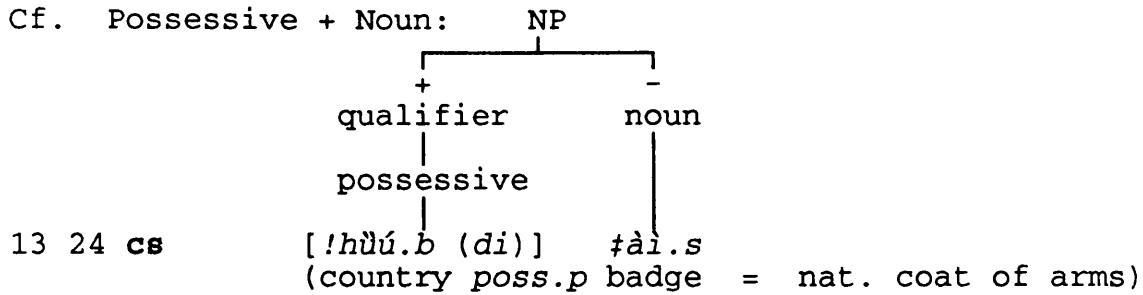 Cf. Possessive + Noun: NP
+ -
qualifier noun
possessive
13 24 cs [!hȕú.b (di)] ǂàì.s
(country poss.p badge = nat. coat of arms)